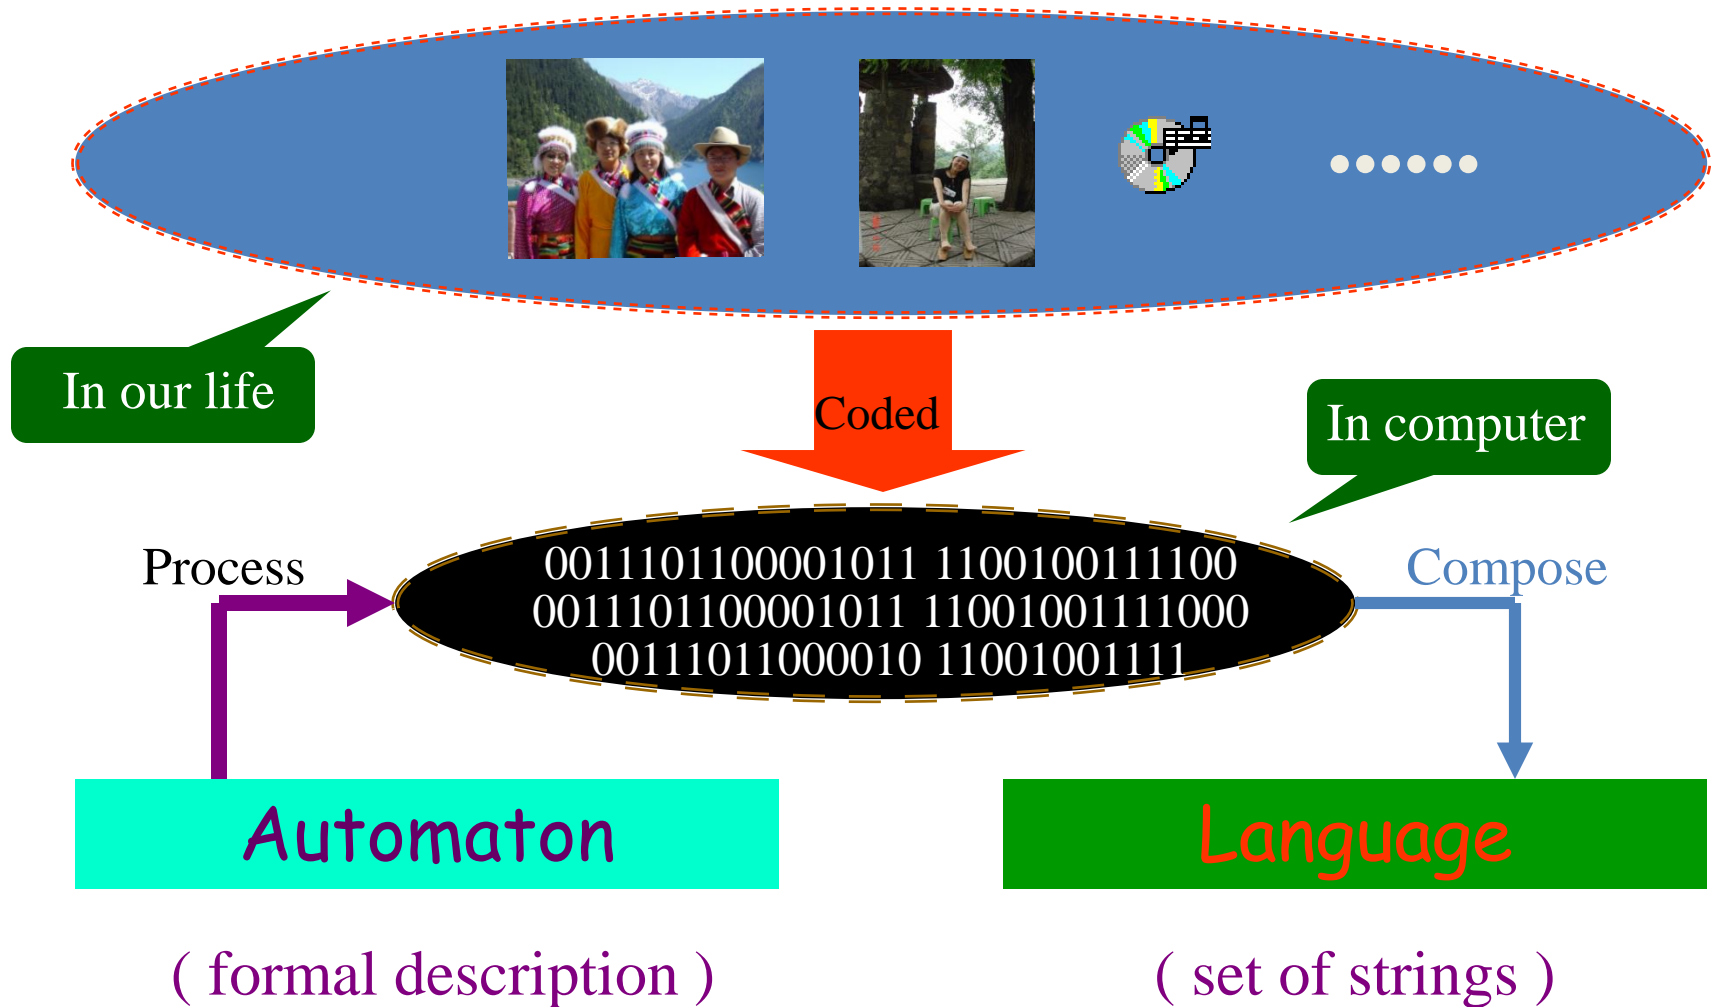 In our life
Coded
In computer
Process
0011101100001011 1100100111100
0011101100001011 11001001111000
00111011000010 11001001111
Compose
Automaton
Language
( formal description )
( set of strings )